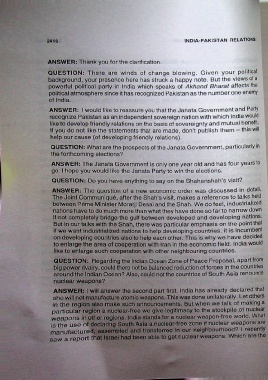 2616 INDIA-PAKISTAN RELATIONS
ANSWER: Thank you for the clarification.
QUESTION: There are winds of change blowing. Given your political
background, your presence here has struck a happy note. But the views of a
powerful political party in India which speaks of Akhand Bharat affects the
political atmosphere since it has recognized Pakistan as the number one enemy
of India.
ANSWER: I would like to reassure you that the Janata Government and Party
recognize Pakistan as an independent sovereign nation with which India would
like to develop friendly relations on the basis of sovereignty and mutual benefit.
If you do not like the statements that are made, don't publish them – this will
help our cause (of developing friendly relations).
QUESTION: What are the prospects of the Janata Government, particularly in
the forthcoming elections?
ANSWER: The Janata Government is only one year old and has four years to
go. I hope you would like the Janata Party to win the elections.
QUESTION: Do you have anything to say on the Shahanshah's visit?
ANSWER: The question of a new economic order was discussed in detail.
The Joint Communiqué, after the Shah's visit, makes a reference to talks held
between Prime Minister Morarji Desai and the Shah. We do feel, industrialized
nations have to do much more than what they have done so far to narrow down
if not completely bridge the gulf between developed and developing nations.
But in our talks with the Shah, there was particular emphasis on the point that
if we want industrialized nations to help developing countries, it is incumbent
on developing countries also to help each other. This is why we have decided
to enlarge the area of cooperation with Iran in the economic field. India would
like to enlarge such cooperation with other neighbouring countries.
QUESTION: Regarding the Indian Ocean Zone of Peace Proposal, apart from
big power rivalry, could there not be balanced reduction of forces in the countries
around the Indian Ocean? Also, could not the countries of South Asia renounce
nuclear weapons?
ANSWER: I will answer the second part first. India has already declared that
she will not manufacture atomic weapons. This was done unilaterally. Let others
in the region also make such announcements. But when we talk of making a
particular region a nuclear-free we give legitimacy to the stockpile of nuclear
weapons in other regions. India stands for a nuclear weapon-free world. What
is the use of declaring South Asia a nuclear-free zone if nuclear weapons are
manufactured, assembled and transferred in our neighbourhood? I recently
saw a report that Israel had been able to get nuclear weapons. Which are the